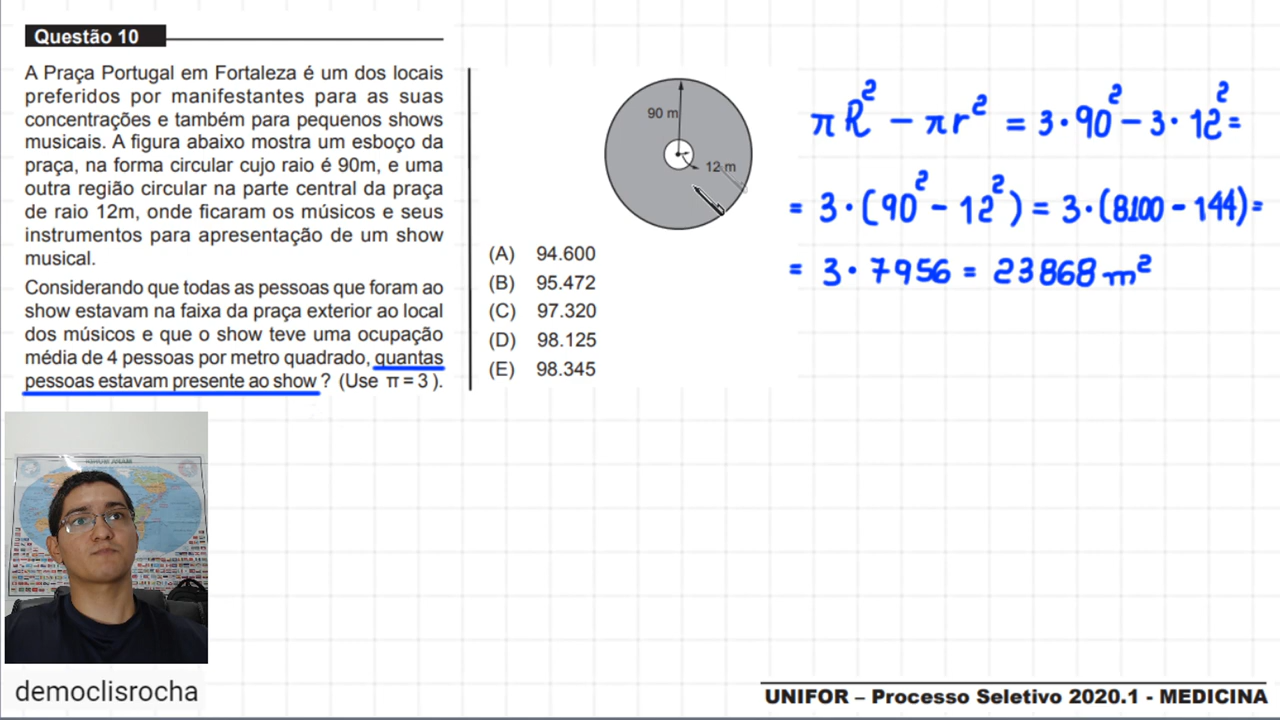 Questão 10
A Praça Portugal em Fortaleza é um dos locais
preferidos por manifestantes para as suas
concentrações e também para pequenos shows
musicais. A figura abaixo mostra um esboço da
praça, na forma circular cujo raio é 90m, e uma
outra região circular na parte central da praça
de raio 12m, onde ficaram os músicos e seus
instrumentos para apresentação de um show
musical.
Considerando que todas as pessoas que foram ao
show estavam na faixa da praça exterior ao local
dos músicos e que o show teve uma ocupação
média de 4 pessoas por metro quadrado, quantas
pessoas estavam presente ao show ? (Use π = 3 ).
90 m
12 m
(A) 94.600
(B) 95.472
(C) 97.320
(D) 98.125
(E) 98.345
πR² − πr² = 3·90² − 3·12² =
= 3·(90² − 12²) = 3·(8100 − 144) =
= 3·7956 = 23868 m²
democlisrocha
UNIFOR – Processo Seletivo 2020.1 - MEDICINA